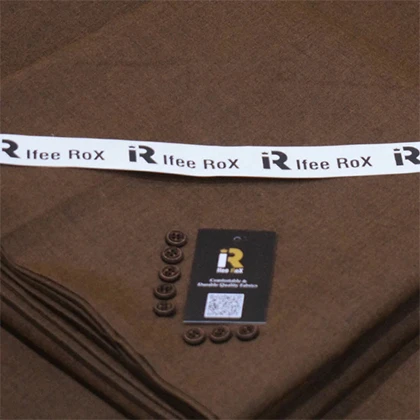 R Ifee RoX iR Ifee RoX iR Ifee RoX iR
iR
Ifee RoX
Comfortable &
Durable Quality Fabrics